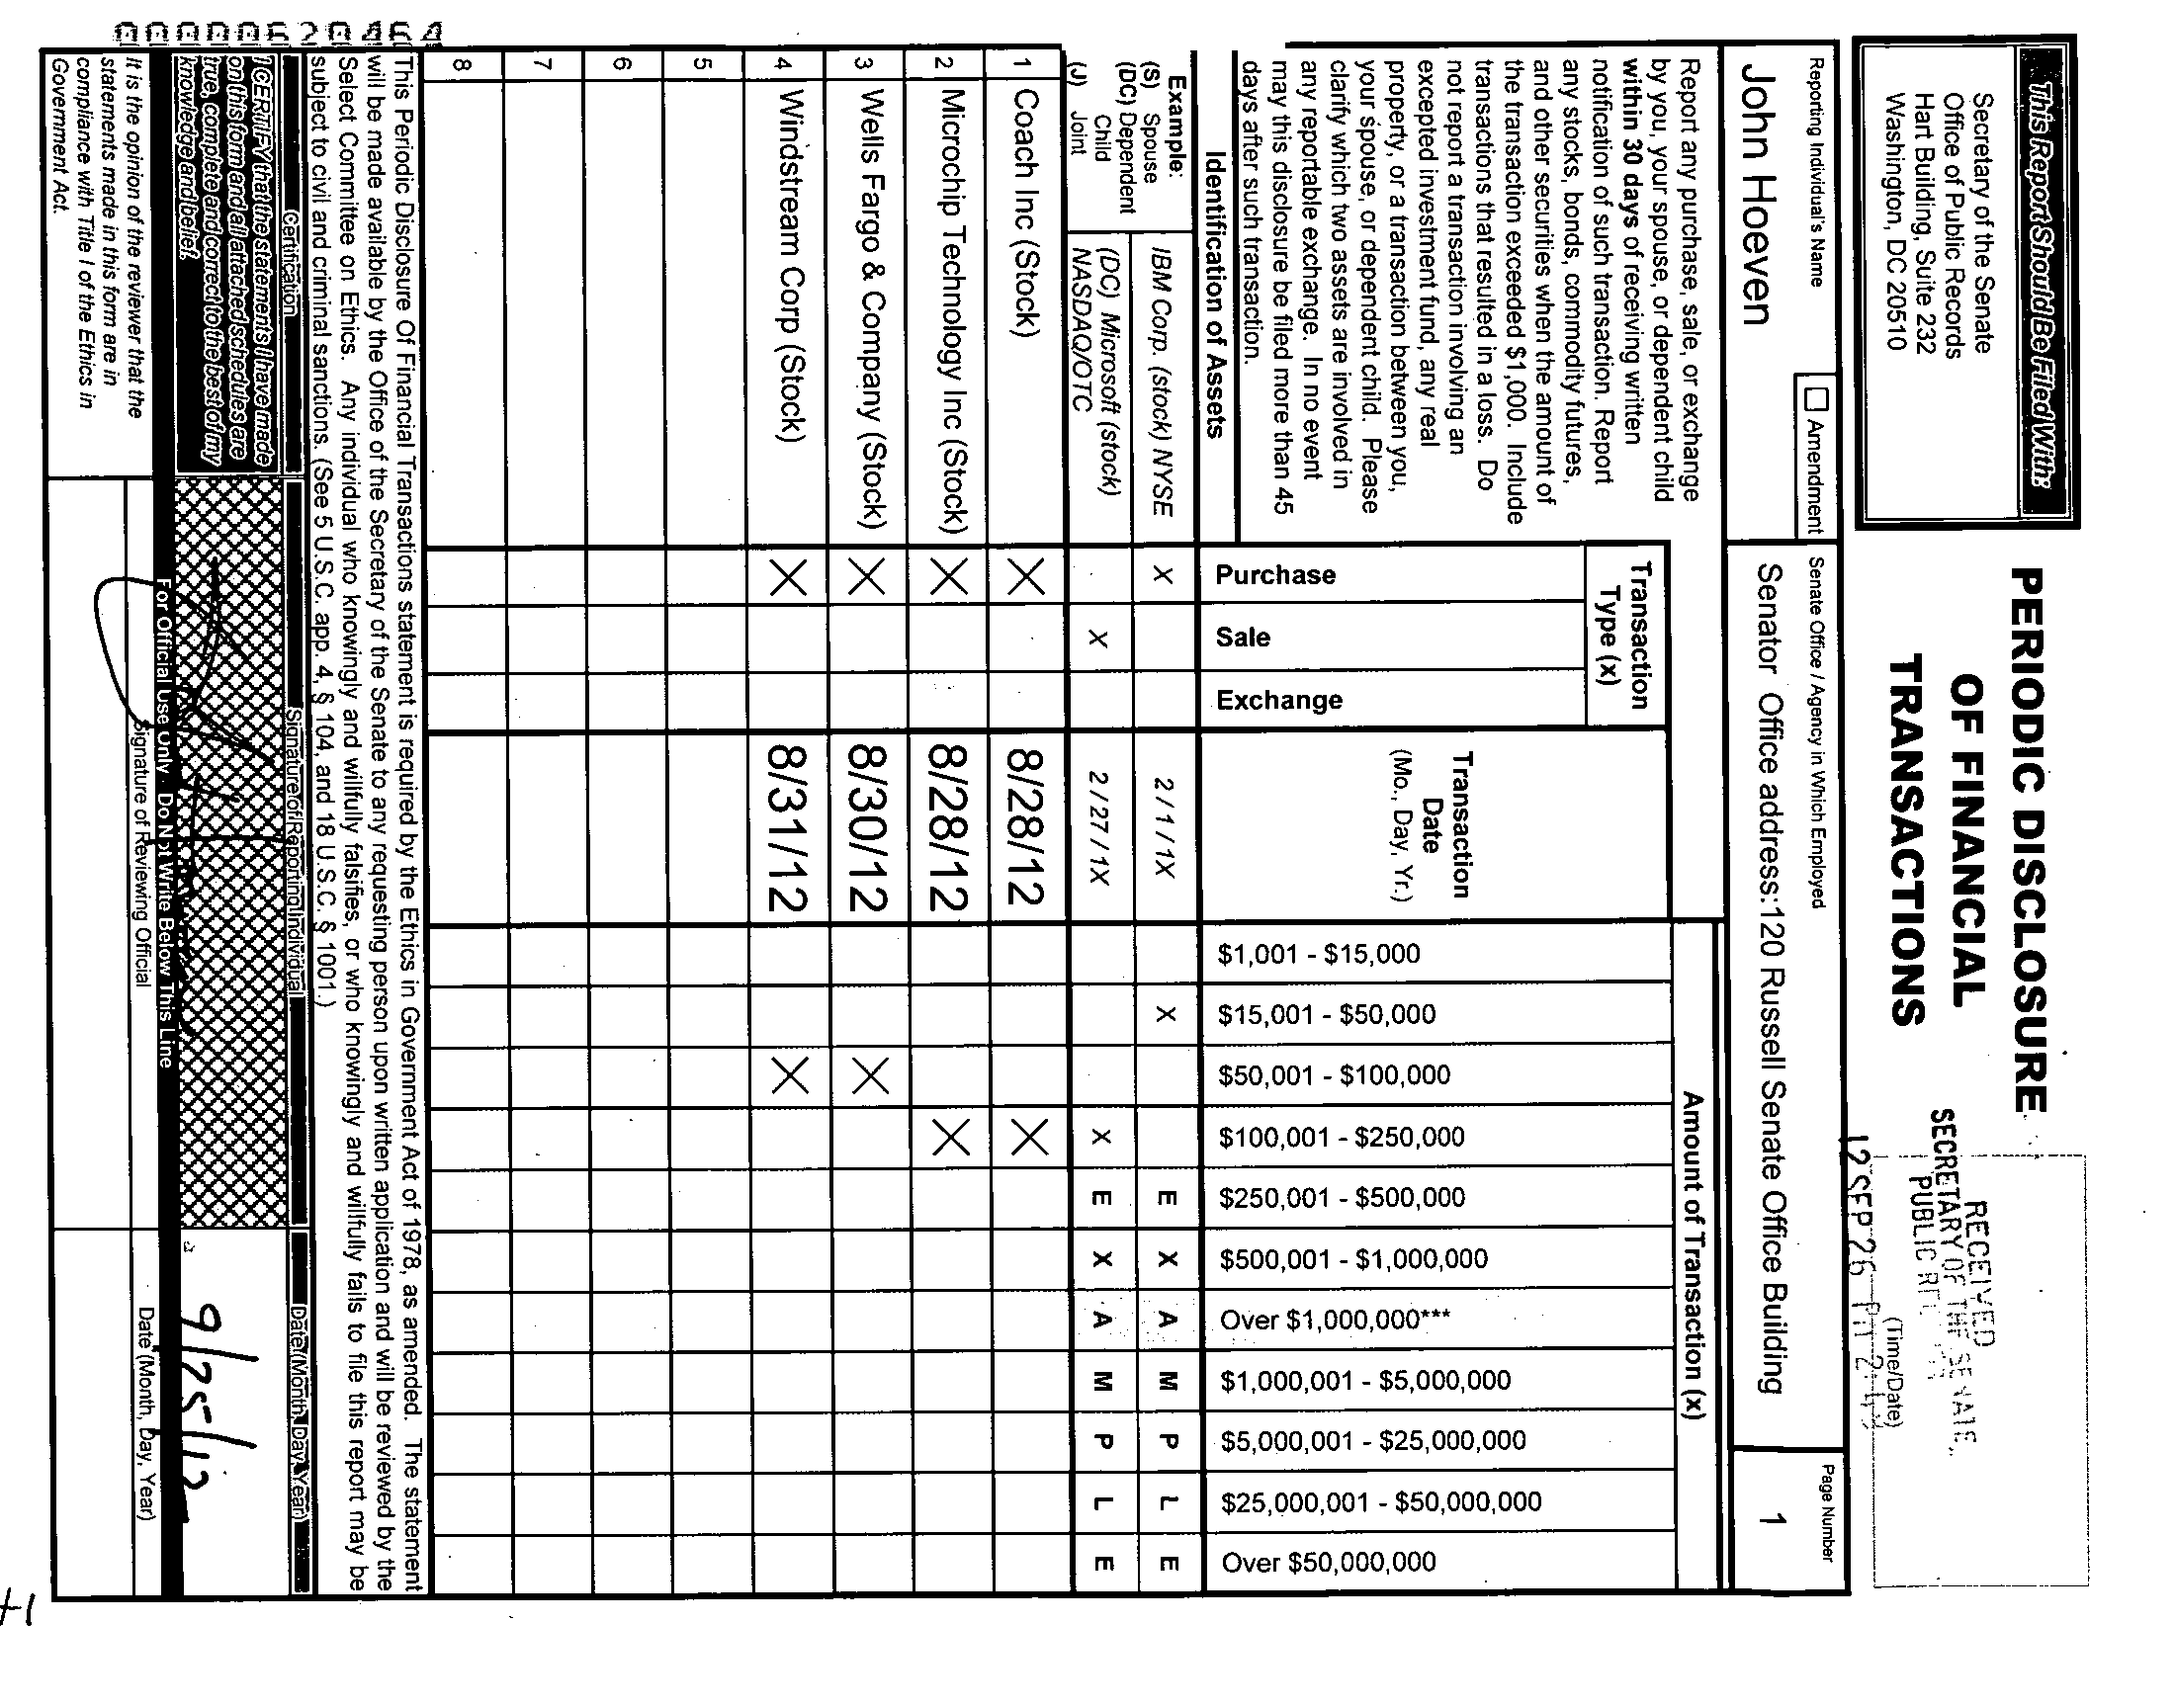 This Report Should Be Filed With:
Secretary of the Senate
Office of Public Records
Hart Building, Suite 232
Washington, DC 20510
PERIODIC DISCLOSURE
OF FINANCIAL
TRANSACTIONS
RECEIVED
SECRETARY OF THE SENATE
PUBLIC
(Time/Date)
12 SEP 26 PM
Reporting Individual's Name
Amendment
John Hoeven
Senate Office / Agency in Which Employed
Senator Office address:120 Russell Senate Office Building
Page Number
1
Report any purchase, sale, or exchange
by you, your spouse, or dependent child
within 30 days of receiving written
notification of such transaction. Report
any stocks, bonds, commodity futures,
and other securities when the amount of
the transaction exceeded $1,000. Include
transactions that resulted in a loss. Do
not report a transaction involving an
excepted investment fund, any real
property, or a transaction between you,
your spouse, or dependent child. Please
clarify which two assets are involved in
any reportable exchange. In no event
may this disclosure be filed more than 45
days after such transaction.
Identification of Assets
Transaction
Type (x)
Purchase
Sale
Exchange
Transaction
Date
(Mo., Day, Yr.)
Amount of Transaction (x)
$1,001 - $15,000
$15,001 - $50,000
$50,001 - $100,000
$100,001 - $250,000
$250,001 - $500,000
$500,001 - $1,000,000
Over $1,000,000***
$1,000,001 - $5,000,000
$5,000,001 - $25,000,000
$25,000,001 - $50,000,000
Over $50,000,000
Example:
(S) Spouse
(DC) Dependent
Child
(J) Joint
IBM Corp. (stock) NYSE X 2 / 1 / 1X X E X A M P L E
(DC) Microsoft (stock)
NASDAQ/OTC X 2 / 27 / 1X X E X A M P L E
1 Coach Inc (Stock) X 8/28/12 X
2 Microchip Technology Inc (Stock) X 8/28/12 X
3 Wells Fargo & Company (Stock) X 8/30/12 X
4 Windstream Corp (Stock) X 8/31/12 X
5
6
7
8
This Periodic Disclosure Of Financial Transactions statement is required by the Ethics in Government Act of 1978, as amended. The statement
will be made available by the Office of the Secretary of the Senate to any requesting person upon written application and will be reviewed by the
Select Committee on Ethics. Any individual who knowingly and willfully falsifies, or who knowingly and willfully fails to file this report may be
subject to civil and criminal sanctions. (See 5 U.S.C. app. 4, § 104, and 18 U.S.C. § 1001.)
Certification
Signature of Reporting Individual
Date (Month, Day, Year)
I CERTIFY that the statements I have made
on this form and all attached schedules are
true, complete and correct to the best of my
knowledge and belief.
9/25/12
For Official Use Only - Do Not Write Below This Line
It is the opinion of the reviewer that the
statements made in this form are in
compliance with Title I of the Ethics in
Government Act.
Signature of Reviewing Official
Date (Month, Day, Year)